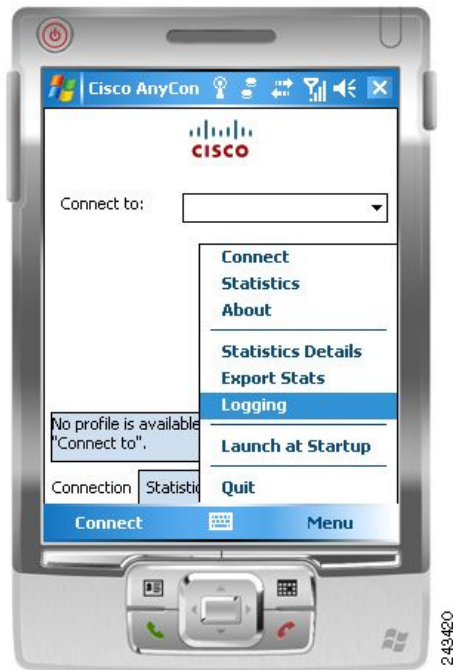 Cisco AnyCon
CISCO
Connect to:
Connect
Statistics
About
Statistics Details
Export Stats
Logging
Launch at Startup
Quit
No profile is available
"Connect to".
Connection Statistic
Connect Menu
243420